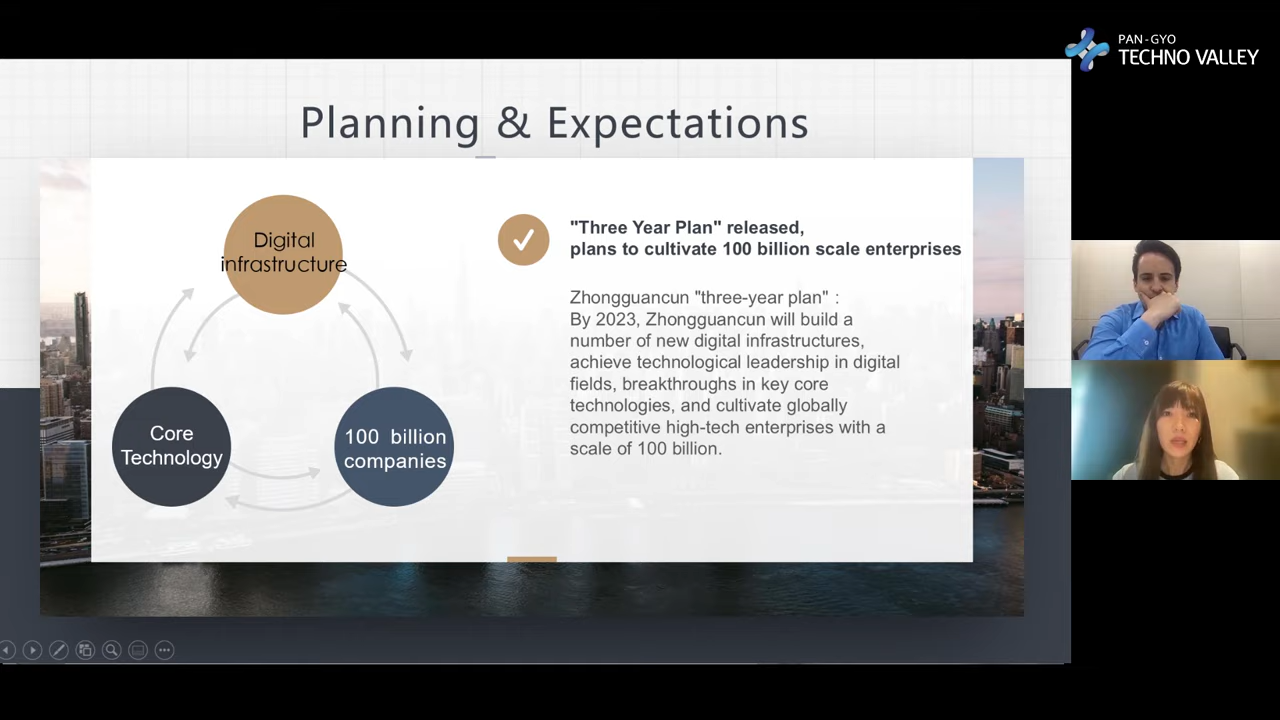 PAN-GYO
TECHNO VALLEY
Planning & Expectations
Digital
infrastructure
Core
Technology
100 billion
companies
"Three Year Plan" released,
plans to cultivate 100 billion scale enterprises
Zhongguancun "three-year plan" :
By 2023, Zhongguancun will build a
number of new digital infrastructures,
achieve technological leadership in digital
fields, breakthroughs in key core
technologies, and cultivate globally
competitive high-tech enterprises with a
scale of 100 billion.